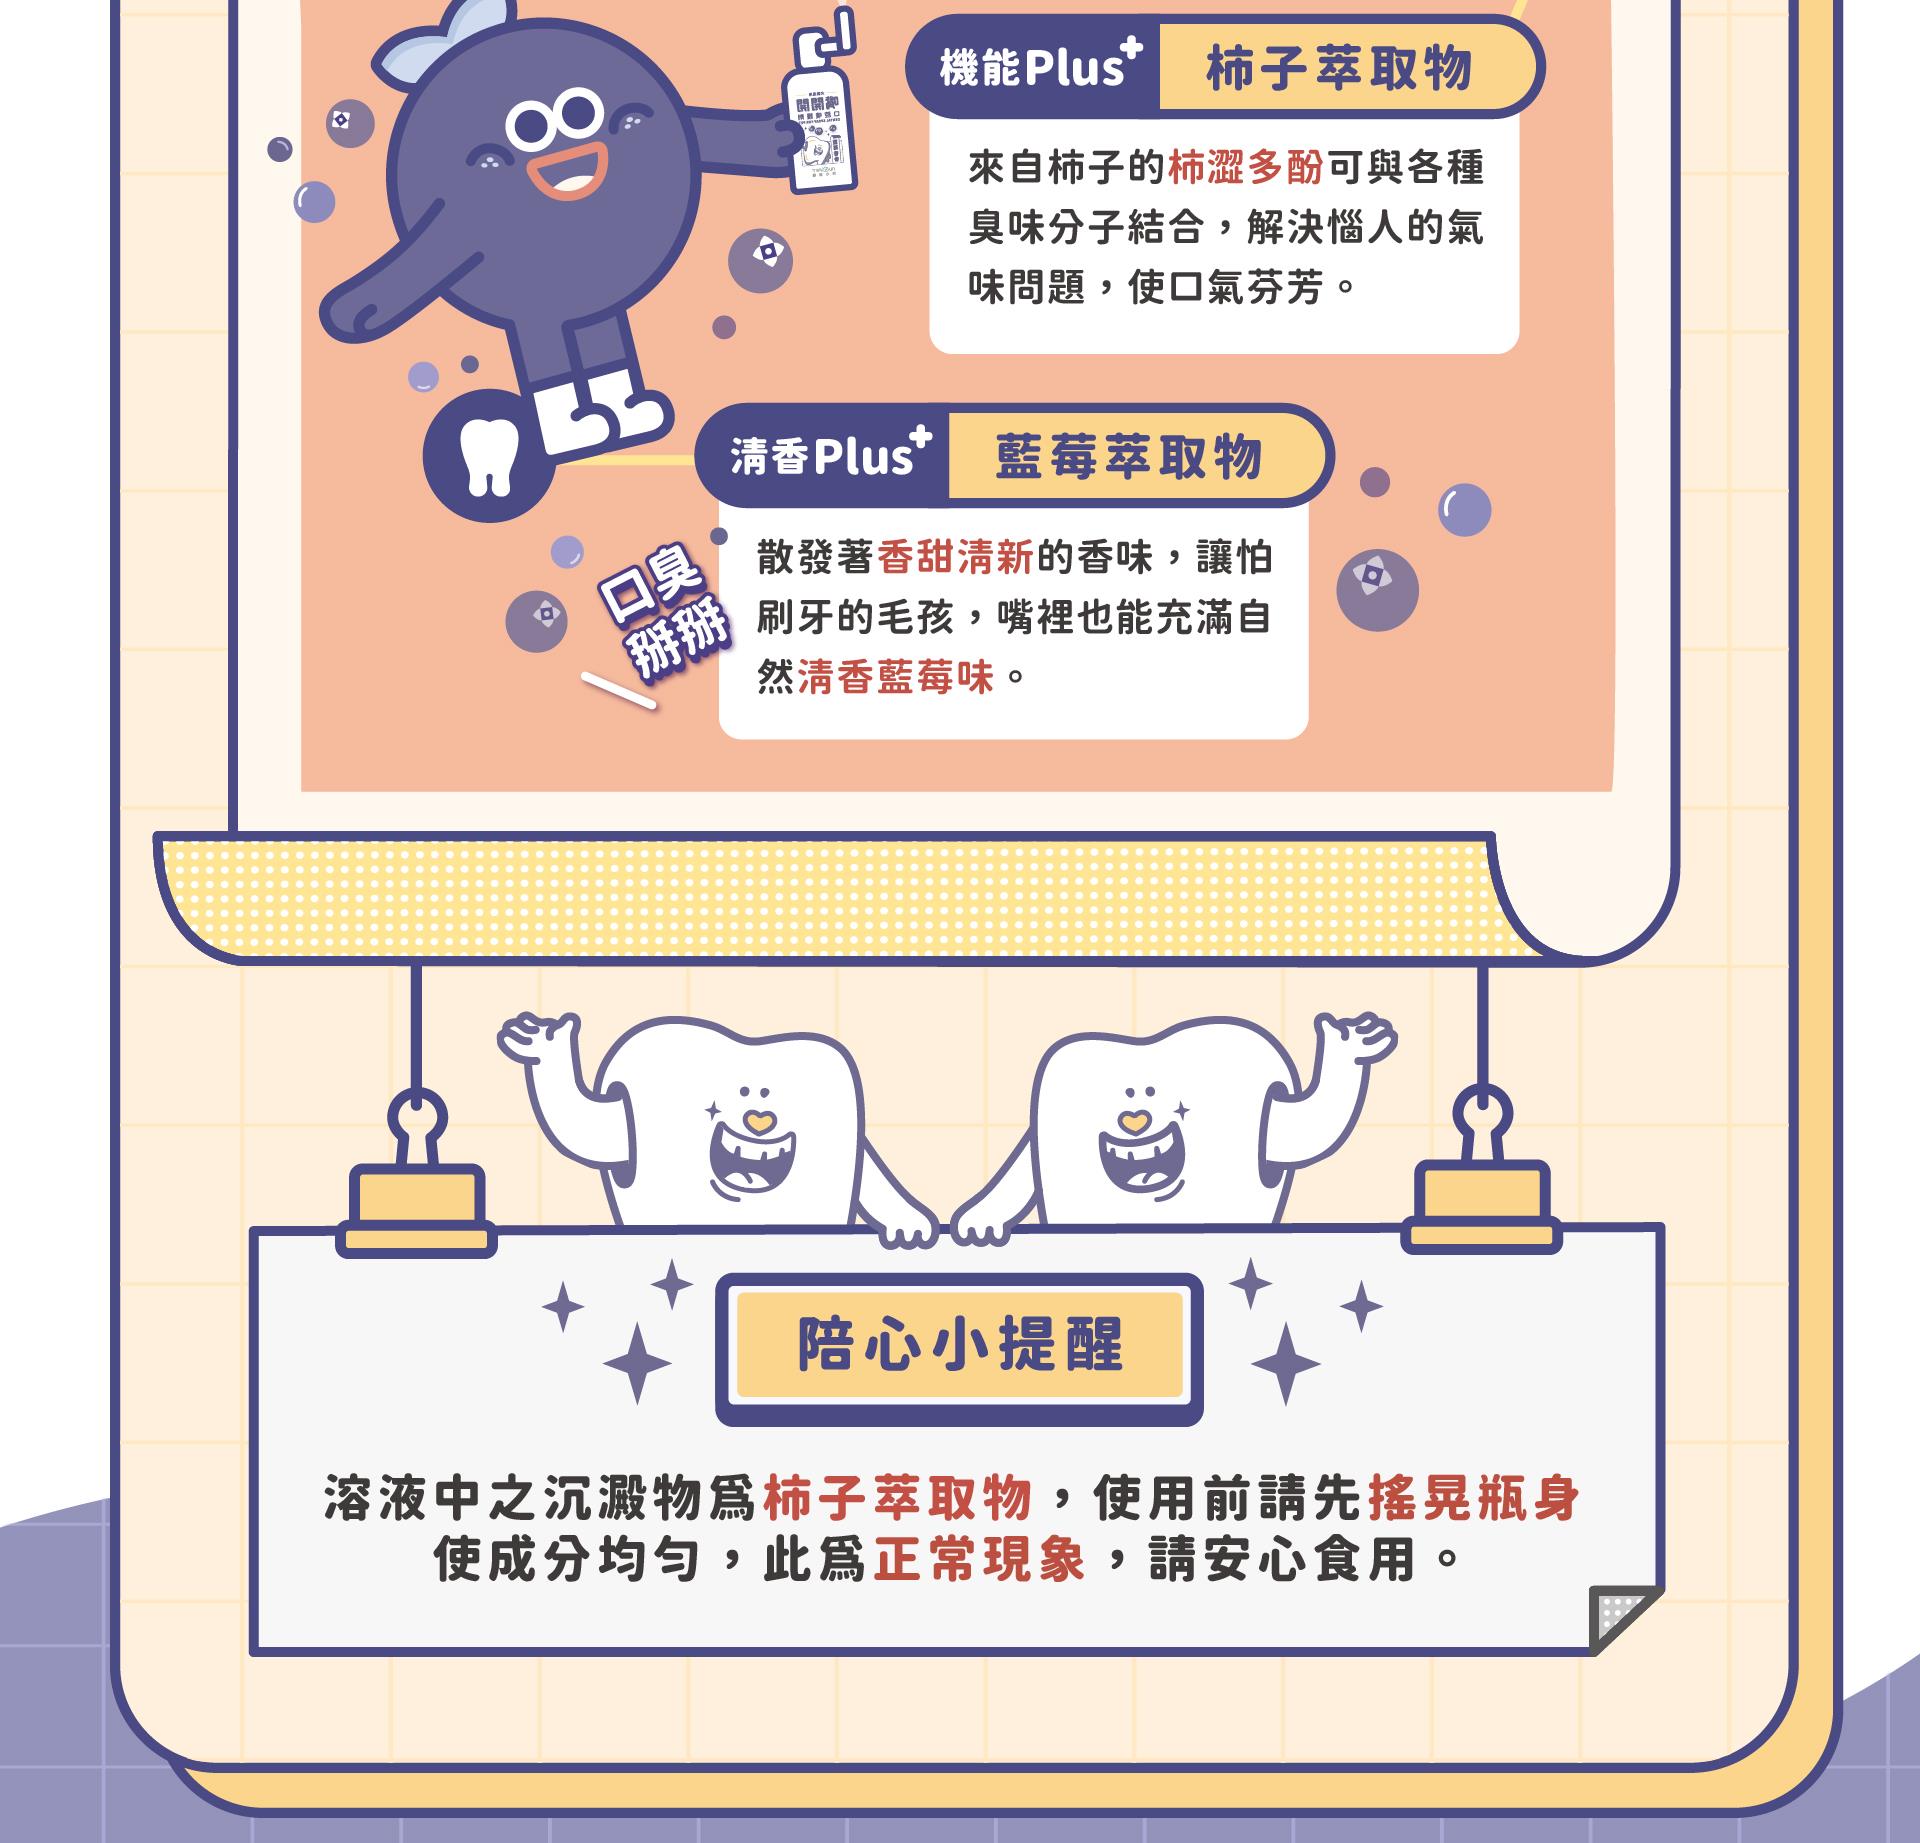 機能Plus+ 柿子萃取物
來自柿子的柿澀多酚可與各種
臭味分子結合，解決惱人的氣
味問題，使口氣芬芳。
清香Plus+ 藍莓萃取物
散發著香甜清新的香味，讓怕
刷牙的毛孩，嘴裡也能充滿自
然清香藍莓味。
口臭
掰掰
陪心小提醒
溶液中之沉澱物為柿子萃取物，使用前請先搖晃瓶身
使成分均勻，此為正常現象，請安心食用。